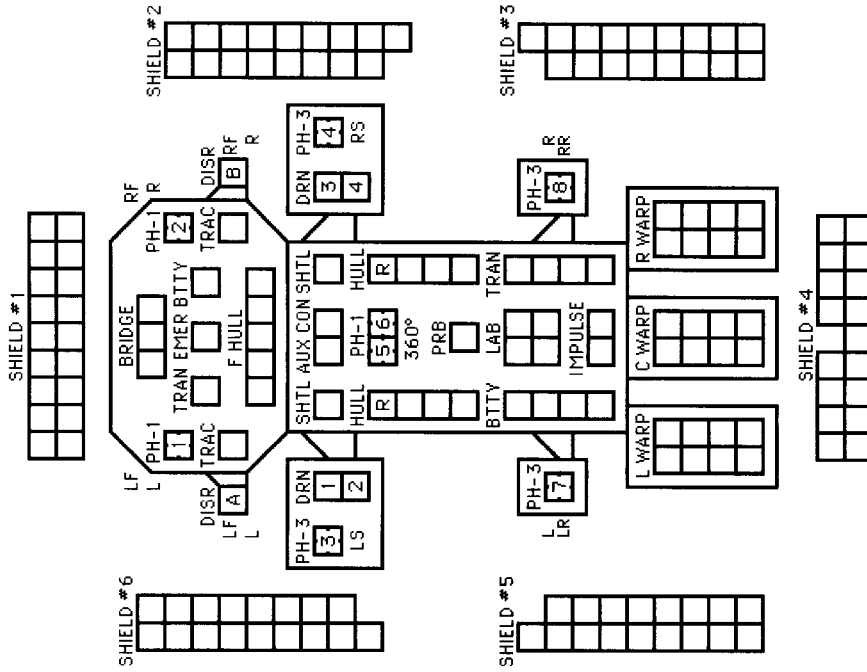 SHIELD #1
SHIELD #2
SHIELD #3
SHIELD #4
SHIELD #5
SHIELD #6
LF
L
RF
R
BRIDGE
PH-1
1
TRAN EMER BTTY
PH-1
2
TRAC
F HULL
TRAC
DISR
A
LF
L
DISR
B
RF
R
PH-3
3
LS
DRN
1
2
DRN
3
4
PH-3
4
RS
SHTL
AUX CON
SHTL
HULL
R
PH-1
5 6
360°
HULL
R
PRB
BTTY
LAB
TRAN
IMPULSE
PH-3
7
L
LR
PH-3
8
R
RR
L WARP
C WARP
R WARP